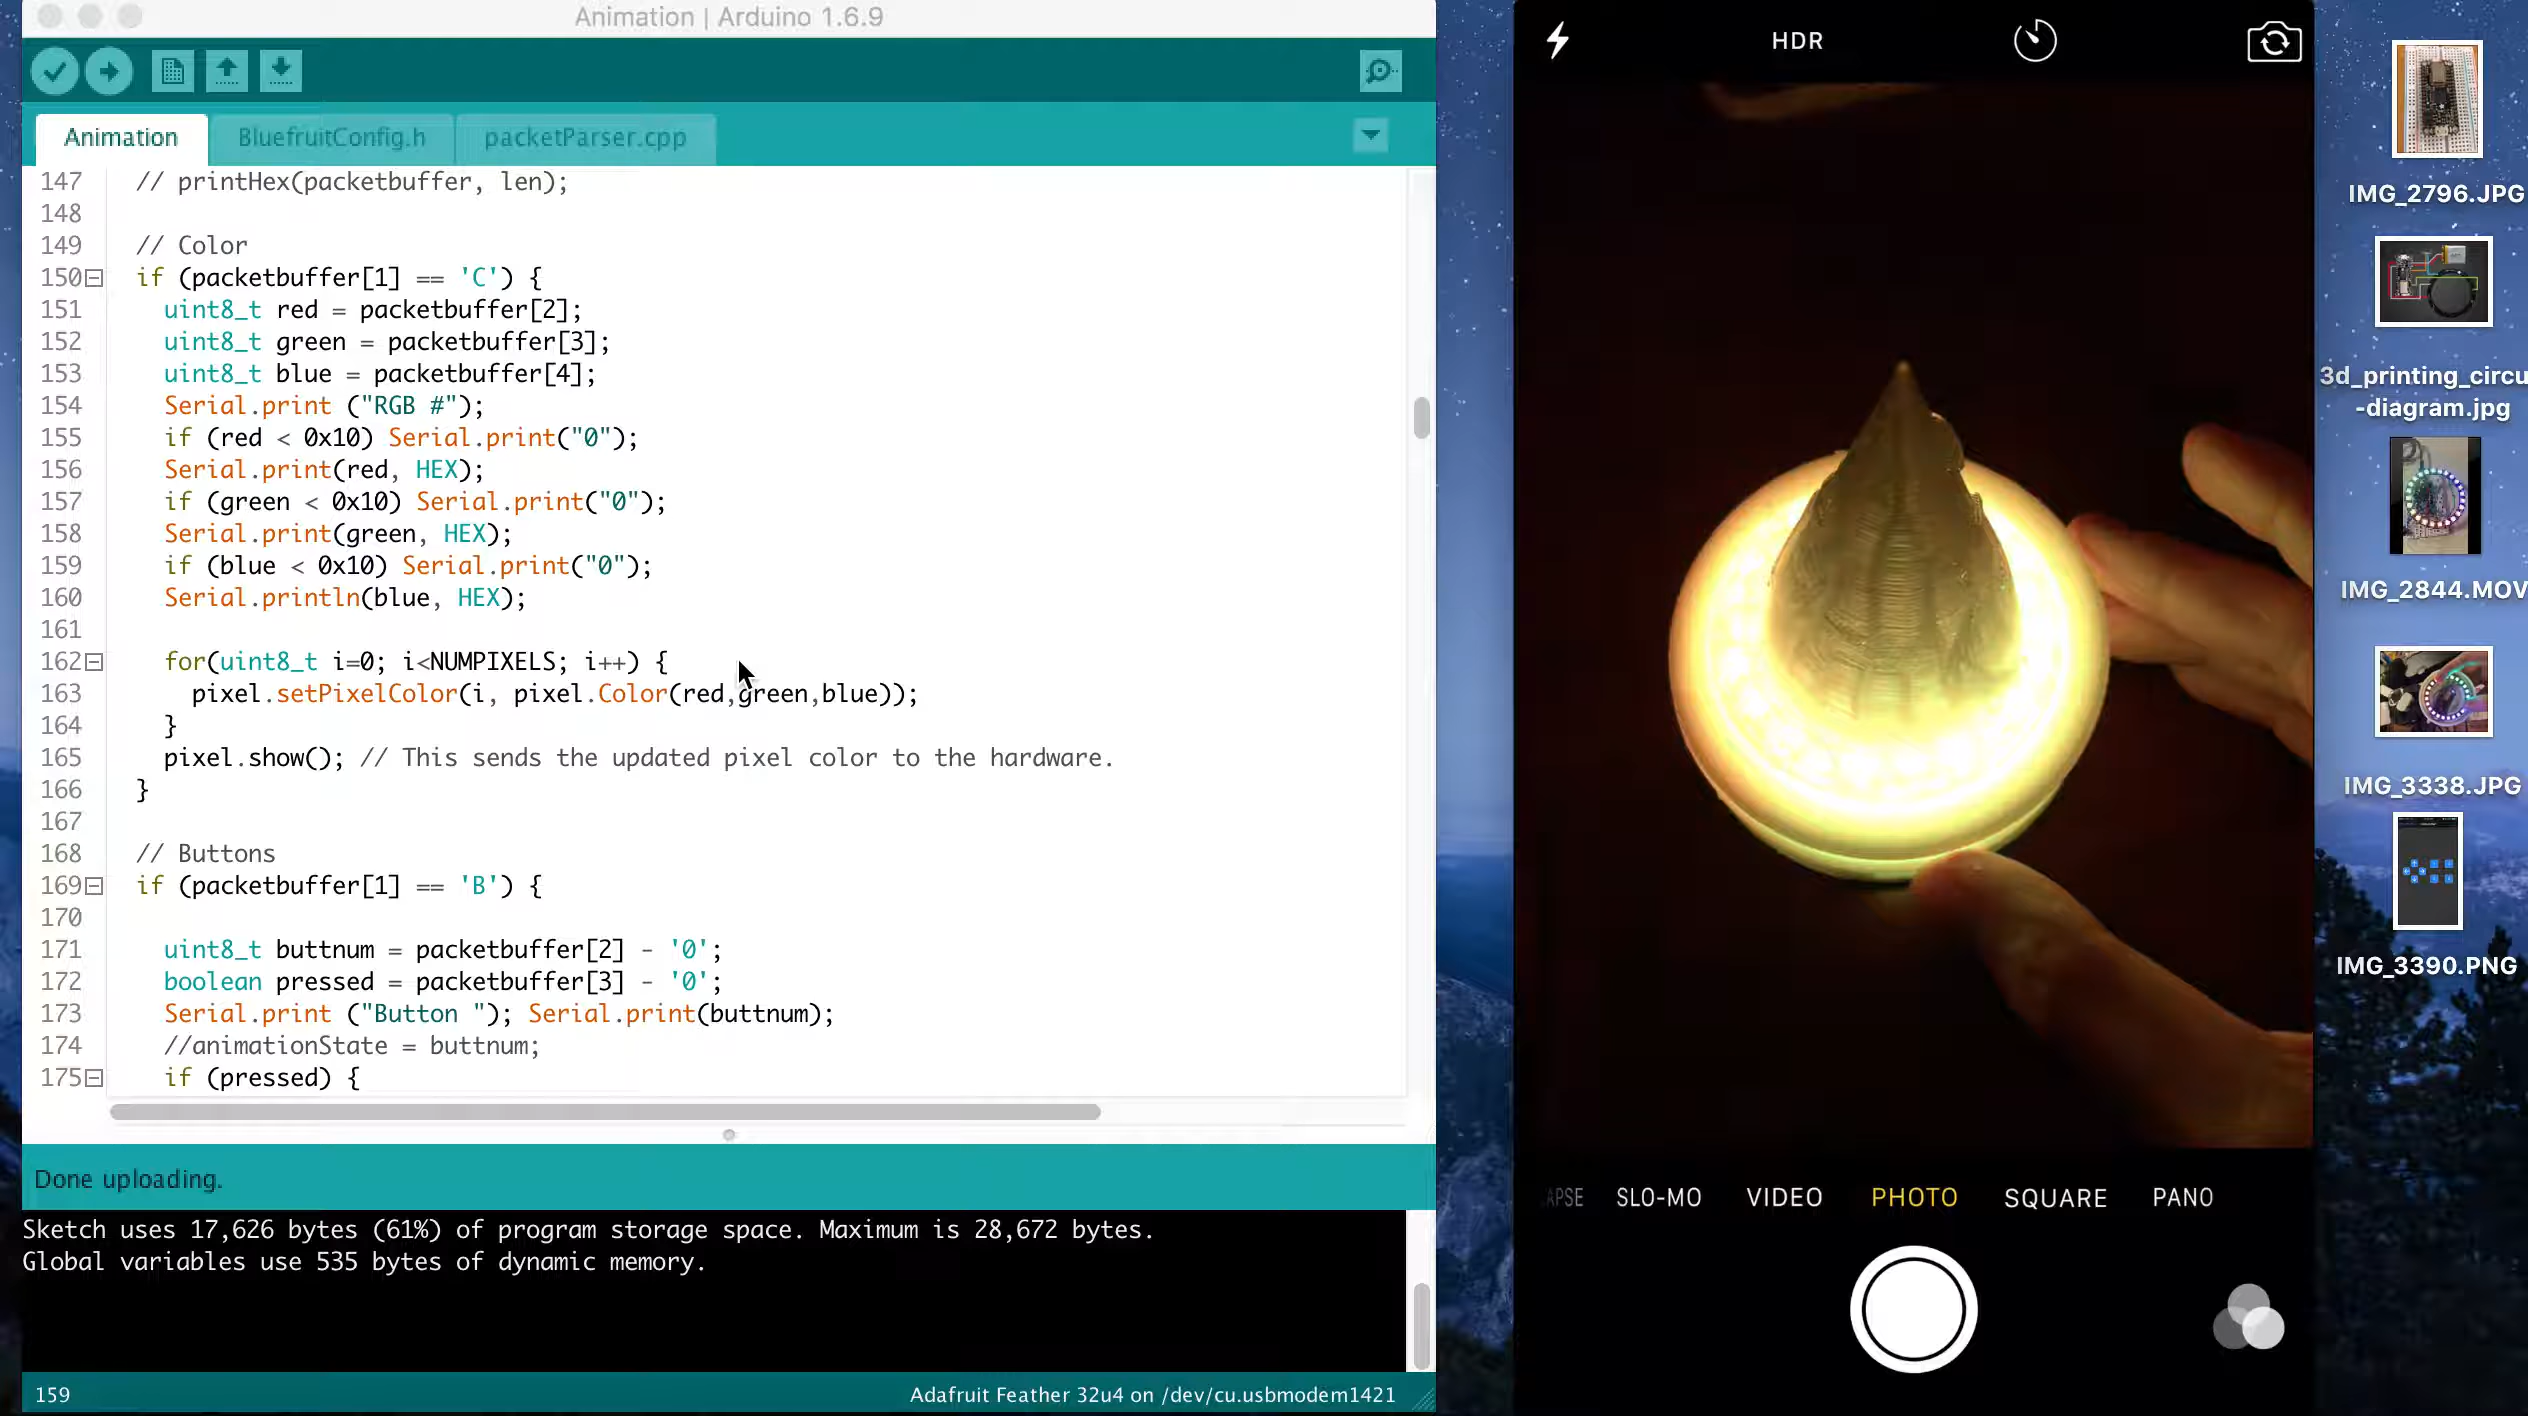 Animation | Arduino 1.6.9
Animation
BluefruitConfig.h
packetParser.cpp
147 // printHex(packetbuffer, len);
148
149 // Color
150 if (packetbuffer[1] == 'C') {
151 uint8_t red = packetbuffer[2];
152 uint8_t green = packetbuffer[3];
153 uint8_t blue = packetbuffer[4];
154 Serial.print ("RGB #");
155 if (red < 0x10) Serial.print("0");
156 Serial.print(red, HEX);
157 if (green < 0x10) Serial.print("0");
158 Serial.print(green, HEX);
159 if (blue < 0x10) Serial.print("0");
160 Serial.println(blue, HEX);
161
162 for(uint8_t i=0; i<NUMPIXELS; i++) {
163 pixel.setPixelColor(i, pixel.Color(red,green,blue));
164 }
165 pixel.show(); // This sends the updated pixel color to the hardware.
166 }
167
168 // Buttons
169 if (packetbuffer[1] == 'B') {
170
171 uint8_t buttnum = packetbuffer[2] - '0';
172 boolean pressed = packetbuffer[3] - '0';
173 Serial.print ("Button "); Serial.print(buttnum);
174 //animationState = buttnum;
175 if (pressed) {
Done uploading.
Sketch uses 17,626 bytes (61%) of program storage space. Maximum is 28,672 bytes.
Global variables use 535 bytes of dynamic memory.
159
Adafruit Feather 32u4 on /dev/cu.usbmodem1421
HDR
APSE SLO-MO VIDEO PHOTO SQUARE PANO
IMG_2796.JPG
3d_printing_circu
-diagram.jpg
IMG_2844.MOV
IMG_3338.JPG
IMG_3390.PNG